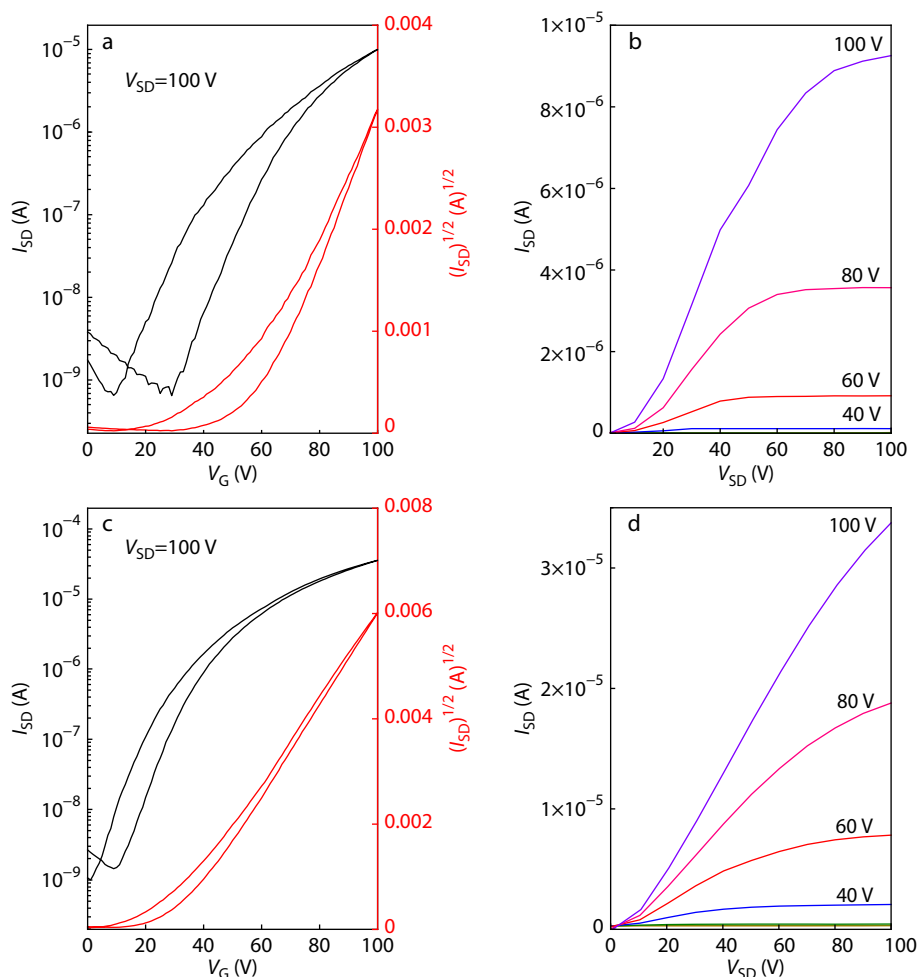 a
V_SD=100 V
10^−5
10^−6
10^−7
10^−8
10^−9
I_SD (A)
0 20 40 60 80 100
V_G (V)
0.004
0.003
0.002
0.001
0
(I_SD)^1/2 (A)^1/2
b
1×10^−5
8×10^−6
6×10^−6
4×10^−6
2×10^−6
0
I_SD (A)
100 V
80 V
60 V
40 V
0 20 40 60 80 100
V_SD (V)
c
V_SD=100 V
10^−4
10^−5
10^−6
10^−7
10^−8
10^−9
I_SD (A)
0 20 40 60 80 100
V_G (V)
0.008
0.006
0.004
0.002
0
(I_SD)^1/2 (A)^1/2
d
3×10^−5
2×10^−5
1×10^−5
0
I_SD (A)
100 V
80 V
60 V
40 V
0 20 40 60 80 100
V_SD (V)